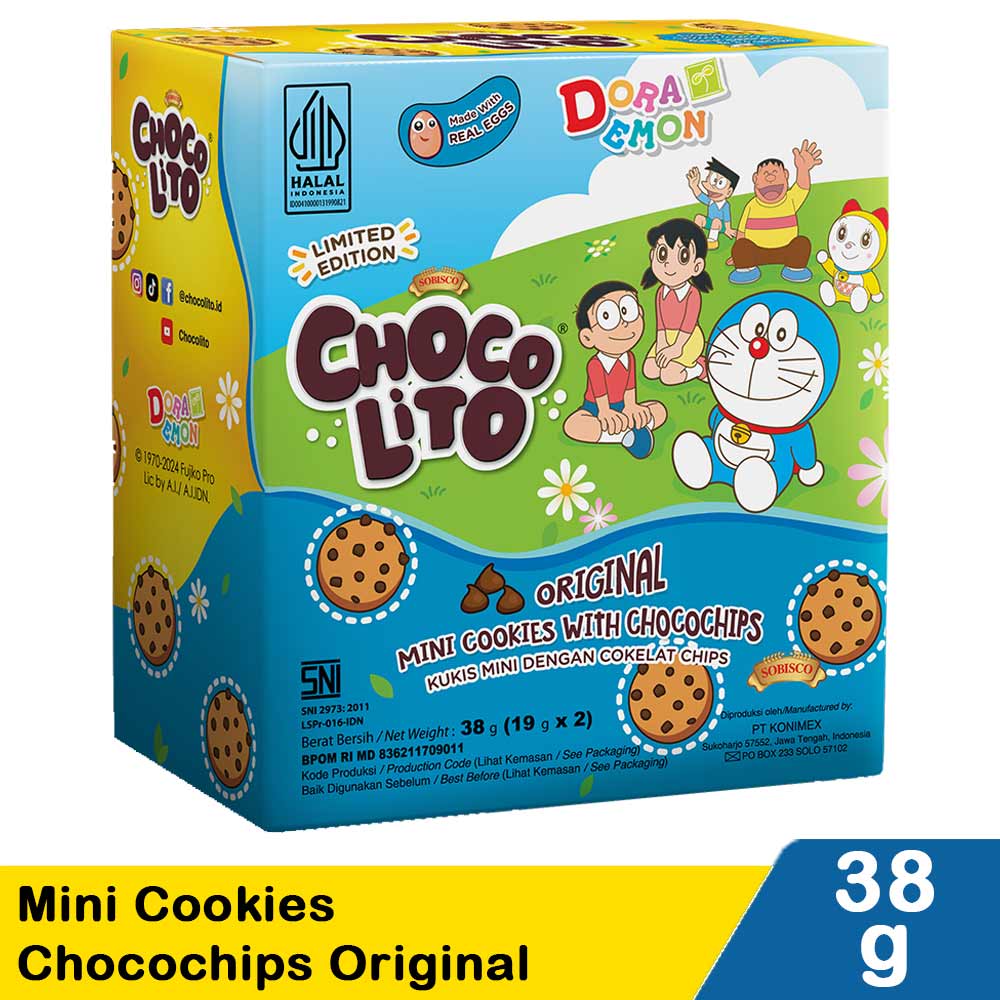 SOBISCO
CHOCO
LiTO®
@chocolito.id
Chocolito
DORA
EMON
© 1970-2024 Fujiko Pro
Lic by A.I./ A.I.IDN.
HALAL
INDONESIA
ID00410000131990821
Made With
REAL EGGS
DORA
EMON
LIMITED
EDITION
SOBISCO
CHOCO
LiTO®
ORIGINAL
MINI COOKIES WITH CHOCOCHIPS
KUKIS MINI DENGAN COKELAT CHIPS
SOBISCO
SNI
SNI 2973: 2011
LSPr-016-IDN
Berat Bersih / Net Weight : 38 g (19 g x 2)
BPOM RI MD 836211709011
Kode Produksi / Production Code (Lihat Kemasan / See Packaging)
Baik Digunakan Sebelum / Best Before (Lihat Kemasan / See Packaging)
Diproduksi oleh/Manufactured by:
PT KONIMEX
Sukoharjo 57552, Jawa Tengah, Indonesia
PO BOX 233 SOLO 57102
Mini Cookies
Chocochips Original
38
g